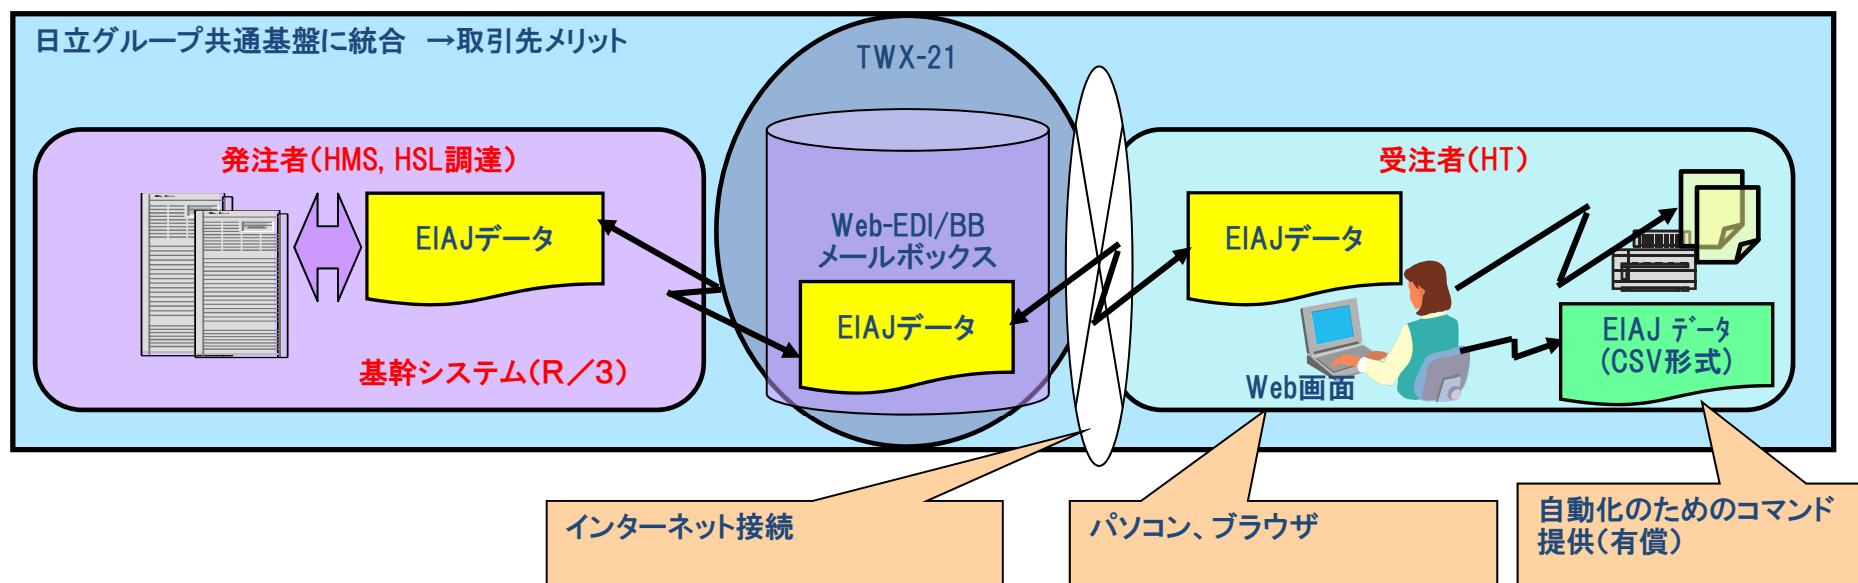 日立グループ共通基盤に統合　→取引先メリット
TWX-21
発注者(HMS, HSL調達)
EIAJデータ
基幹システム(R／3)
Web-EDI/BB
メールボックス
EIAJデータ
受注者(HT)
EIAJデータ
Web画面
EIAJ データ
(CSV形式)
インターネット接続
パソコン、ブラウザ
自動化のためのコマンド
提供(有償)